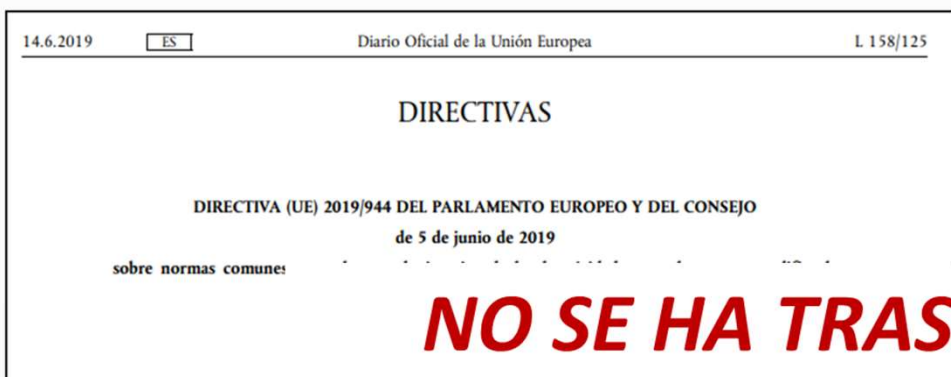 14.6.2019 ES Diario Oficial de la Unión Europea L 158/125
DIRECTIVAS
DIRECTIVA (UE) 2019/944 DEL PARLAMENTO EUROPEO Y DEL CONSEJO
de 5 de junio de 2019
sobre normas comunes
NO SE HA TRAS